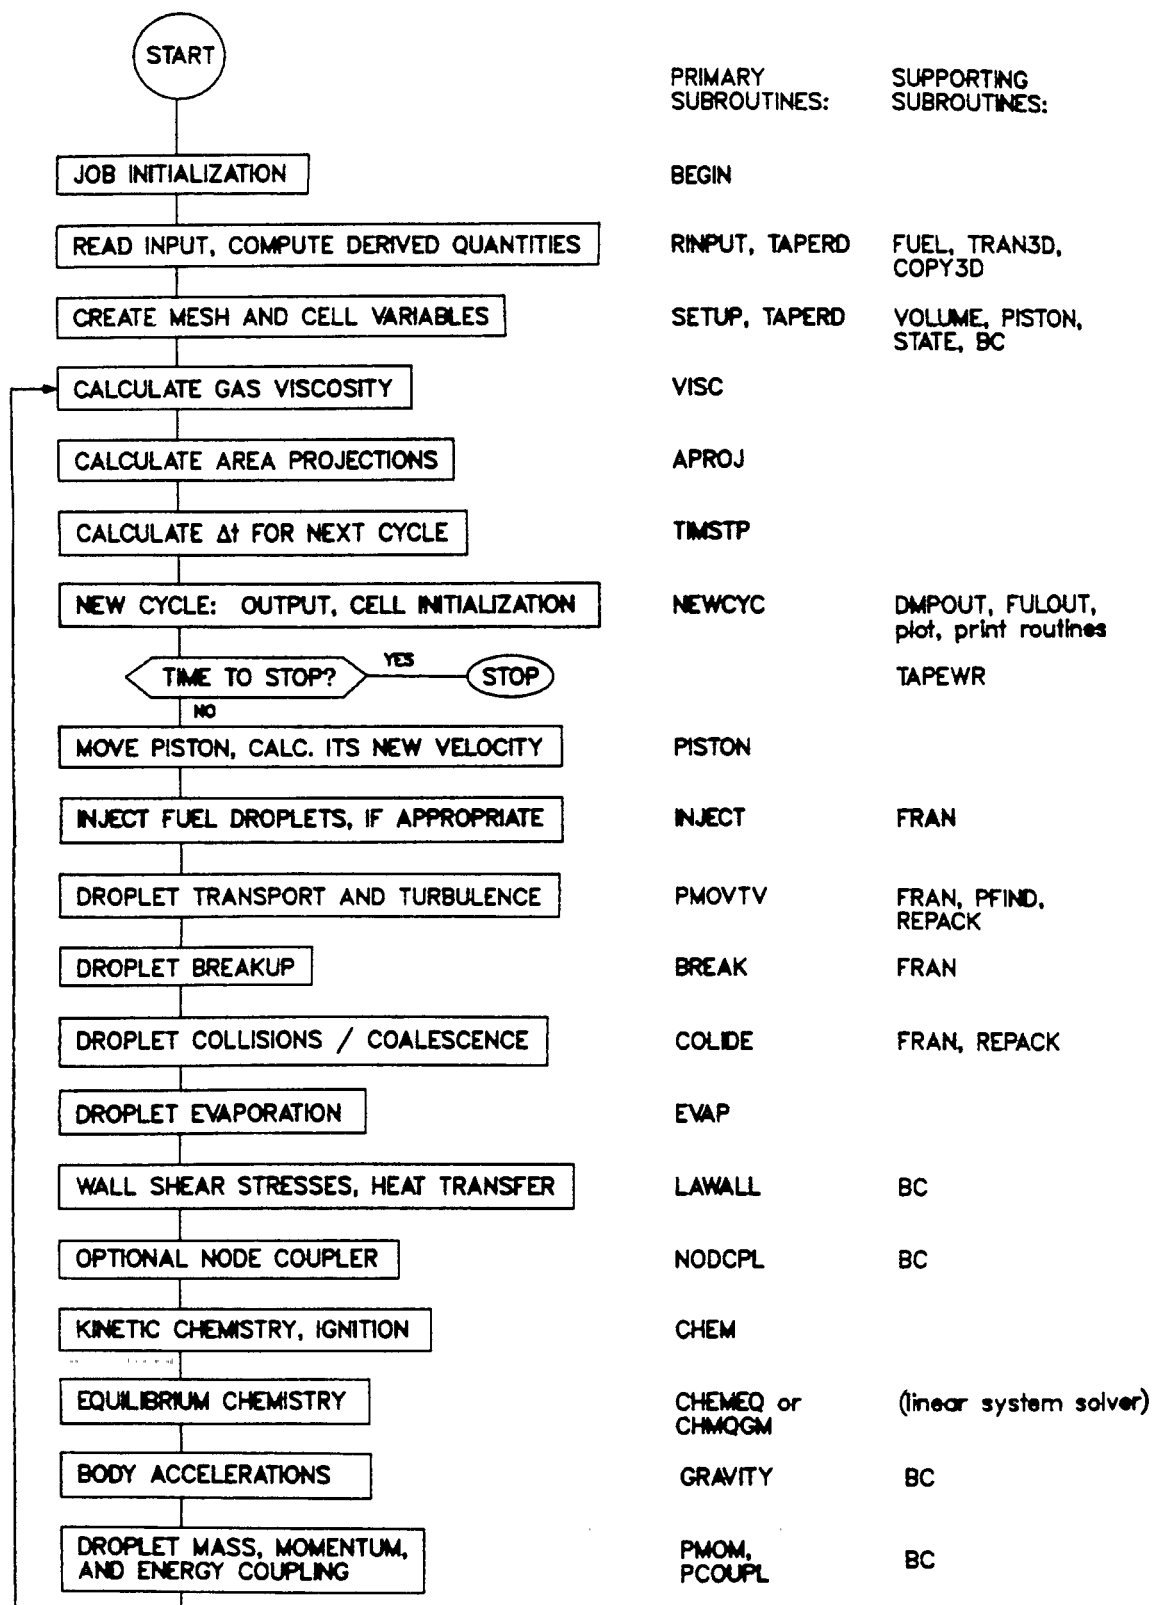 START
PRIMARY SUPPORTING
SUBROUTINES: SUBROUTINES:
JOB INITIALIZATION BEGIN
READ INPUT, COMPUTE DERIVED QUANTITIES RINPUT, TAPERD FUEL, TRAN3D,
COPY3D
CREATE MESH AND CELL VARIABLES SETUP, TAPERD VOLUME, PISTON,
STATE, BC
CALCULATE GAS VISCOSITY VISC
CALCULATE AREA PROJECTIONS APROJ
CALCULATE Δt FOR NEXT CYCLE TIMSTP
NEW CYCLE: OUTPUT, CELL INITIALIZATION NEWCYC DMPOUT, FULOUT,
plot, print routines
TIME TO STOP? YES STOP TAPEWR
NO
MOVE PISTON, CALC. ITS NEW VELOCITY PISTON
INJECT FUEL DROPLETS, IF APPROPRIATE INJECT FRAN
DROPLET TRANSPORT AND TURBULENCE PMOVTV FRAN, PFIND,
REPACK
DROPLET BREAKUP BREAK FRAN
DROPLET COLLISIONS / COALESCENCE COLIDE FRAN, REPACK
DROPLET EVAPORATION EVAP
WALL SHEAR STRESSES, HEAT TRANSFER LAWALL BC
OPTIONAL NODE COUPLER NODCPL BC
KINETIC CHEMISTRY, IGNITION CHEM
EQUILIBRIUM CHEMISTRY CHEMEQ or (linear system solver)
CHMQGM
BODY ACCELERATIONS GRAVITY BC
DROPLET MASS, MOMENTUM, PMOM, BC
AND ENERGY COUPLING PCOUPL